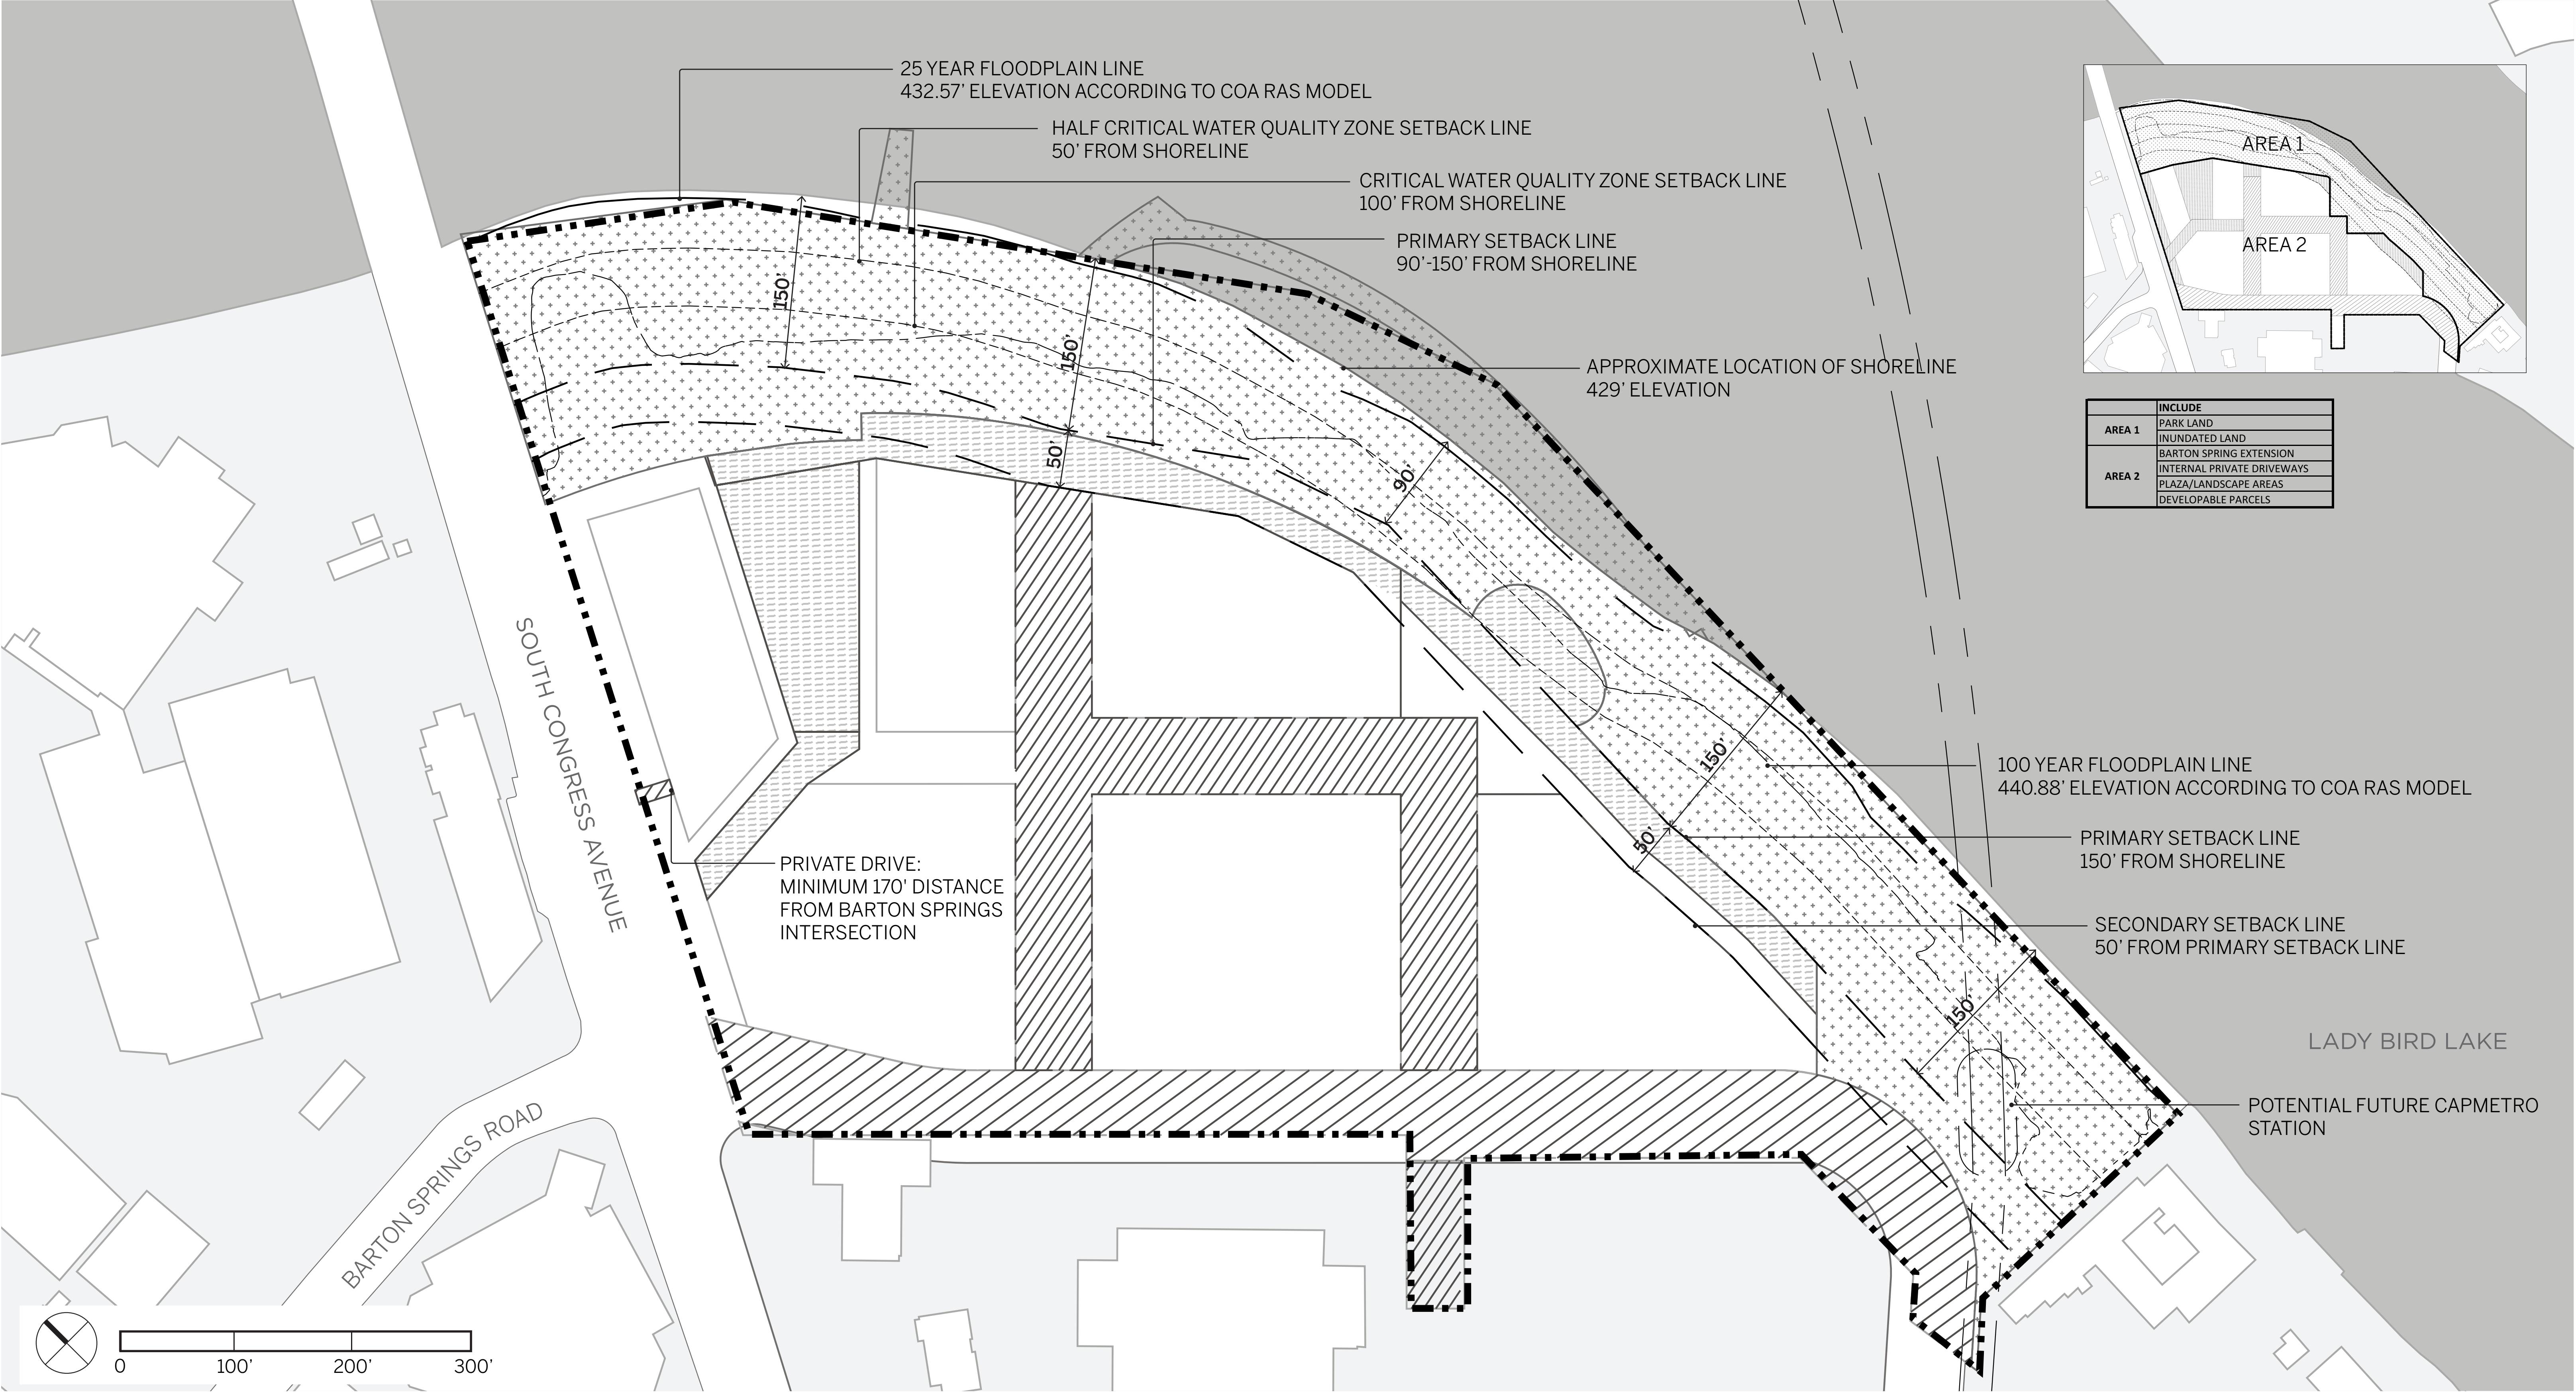 25 YEAR FLOODPLAIN LINE
432.57' ELEVATION ACCORDING TO COA RAS MODEL
HALF CRITICAL WATER QUALITY ZONE SETBACK LINE
50' FROM SHORELINE
CRITICAL WATER QUALITY ZONE SETBACK LINE
100' FROM SHORELINE
PRIMARY SETBACK LINE
90'-150' FROM SHORELINE
APPROXIMATE LOCATION OF SHORELINE
429' ELEVATION
AREA 1
AREA 2
INCLUDE
AREA 1
PARK LAND
INUNDATED LAND
AREA 2
BARTON SPRING EXTENSION
INTERNAL PRIVATE DRIVEWAYS
PLAZA/LANDSCAPE AREAS
DEVELOPABLE PARCELS
150'
150'
50'
90'
150'
50'
150'
SOUTH CONGRESS AVENUE
PRIVATE DRIVE:
MINIMUM 170' DISTANCE
FROM BARTON SPRINGS
INTERSECTION
100 YEAR FLOODPLAIN LINE
440.88' ELEVATION ACCORDING TO COA RAS MODEL
PRIMARY SETBACK LINE
150' FROM SHORELINE
SECONDARY SETBACK LINE
50' FROM PRIMARY SETBACK LINE
LADY BIRD LAKE
POTENTIAL FUTURE CAPMETRO
STATION
BARTON SPRINGS ROAD
0 100' 200' 300'